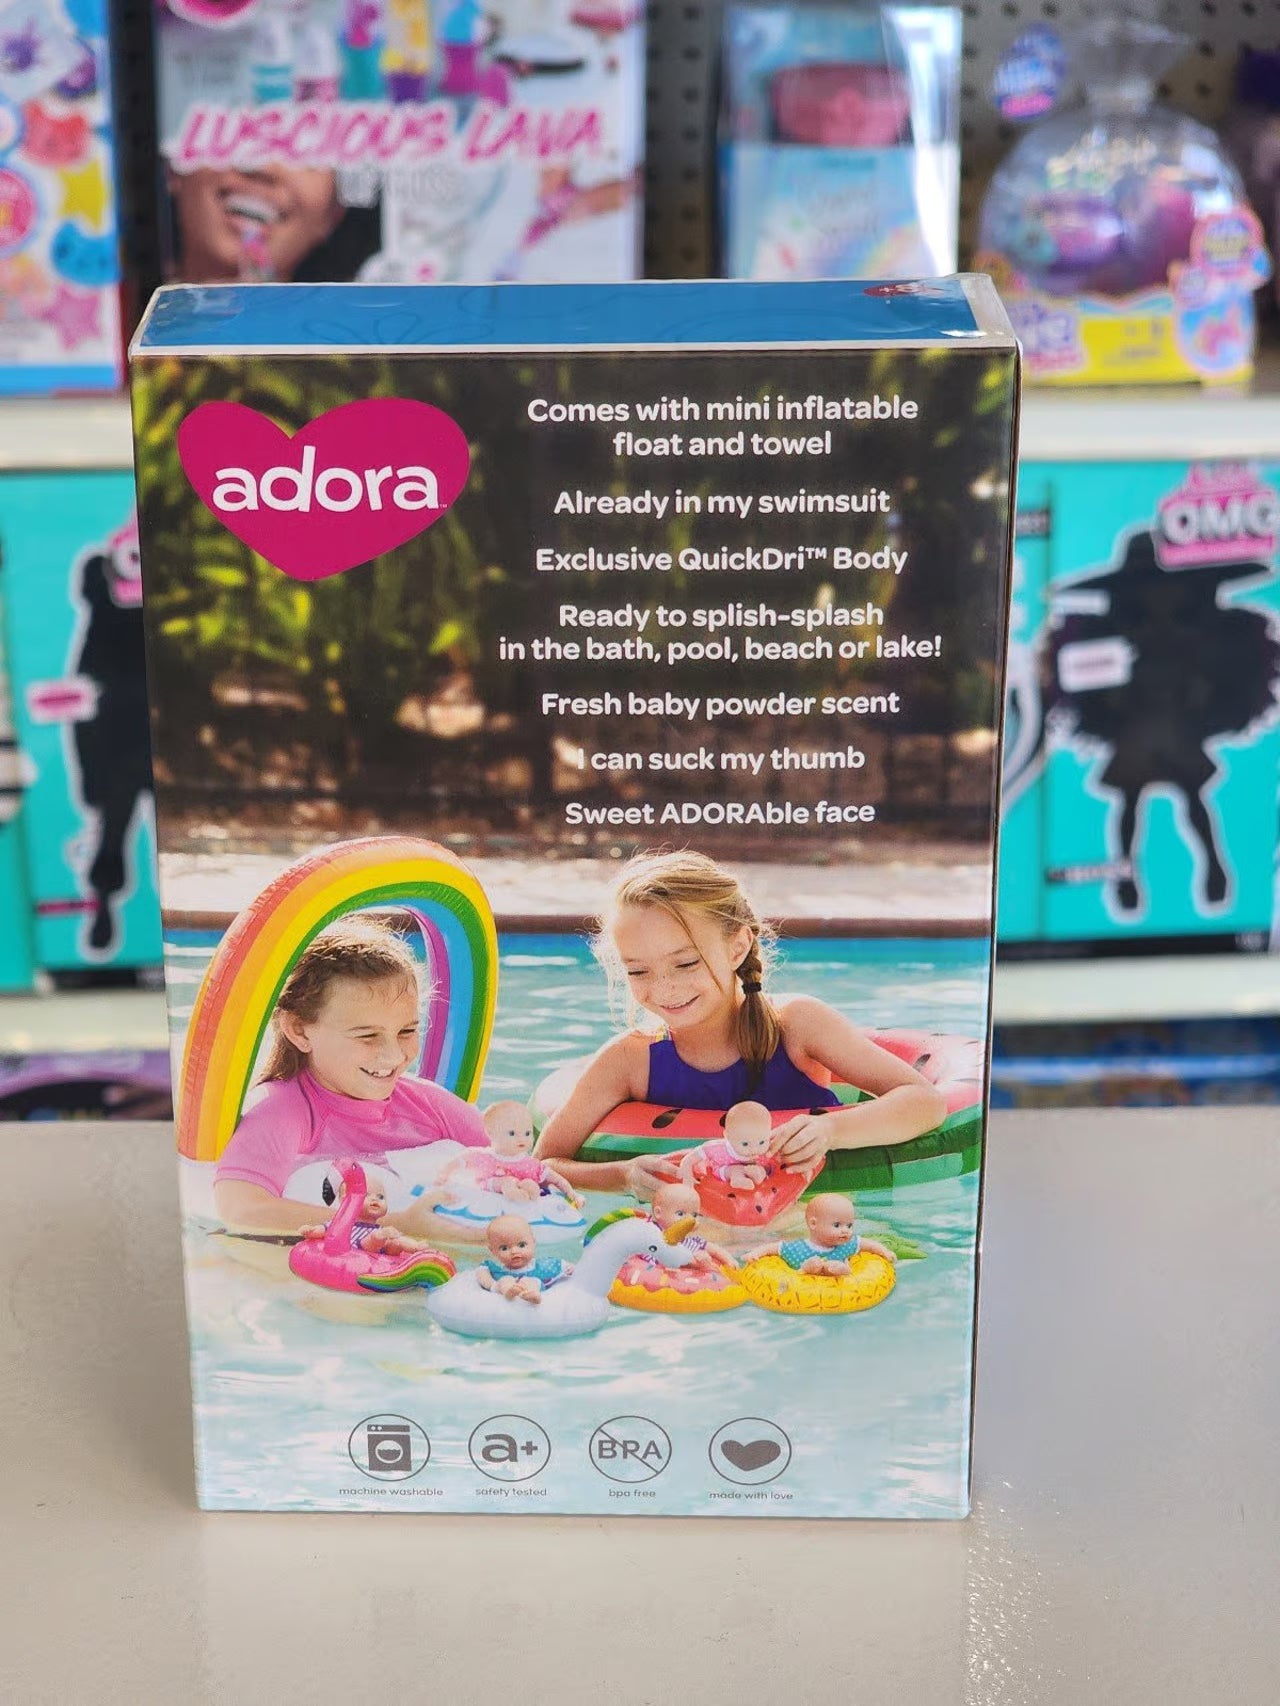 LUSCIOUS LAVA
OMG
adora
Comes with mini inflatable
float and towel
Already in my swimsuit
Exclusive QuickDri™ Body
Ready to splish-splash
in the bath, pool, beach or lake!
Fresh baby powder scent
I can suck my thumb
Sweet ADORAble face
a+
BPA
machine washable
safety tested
bpa free
made with love